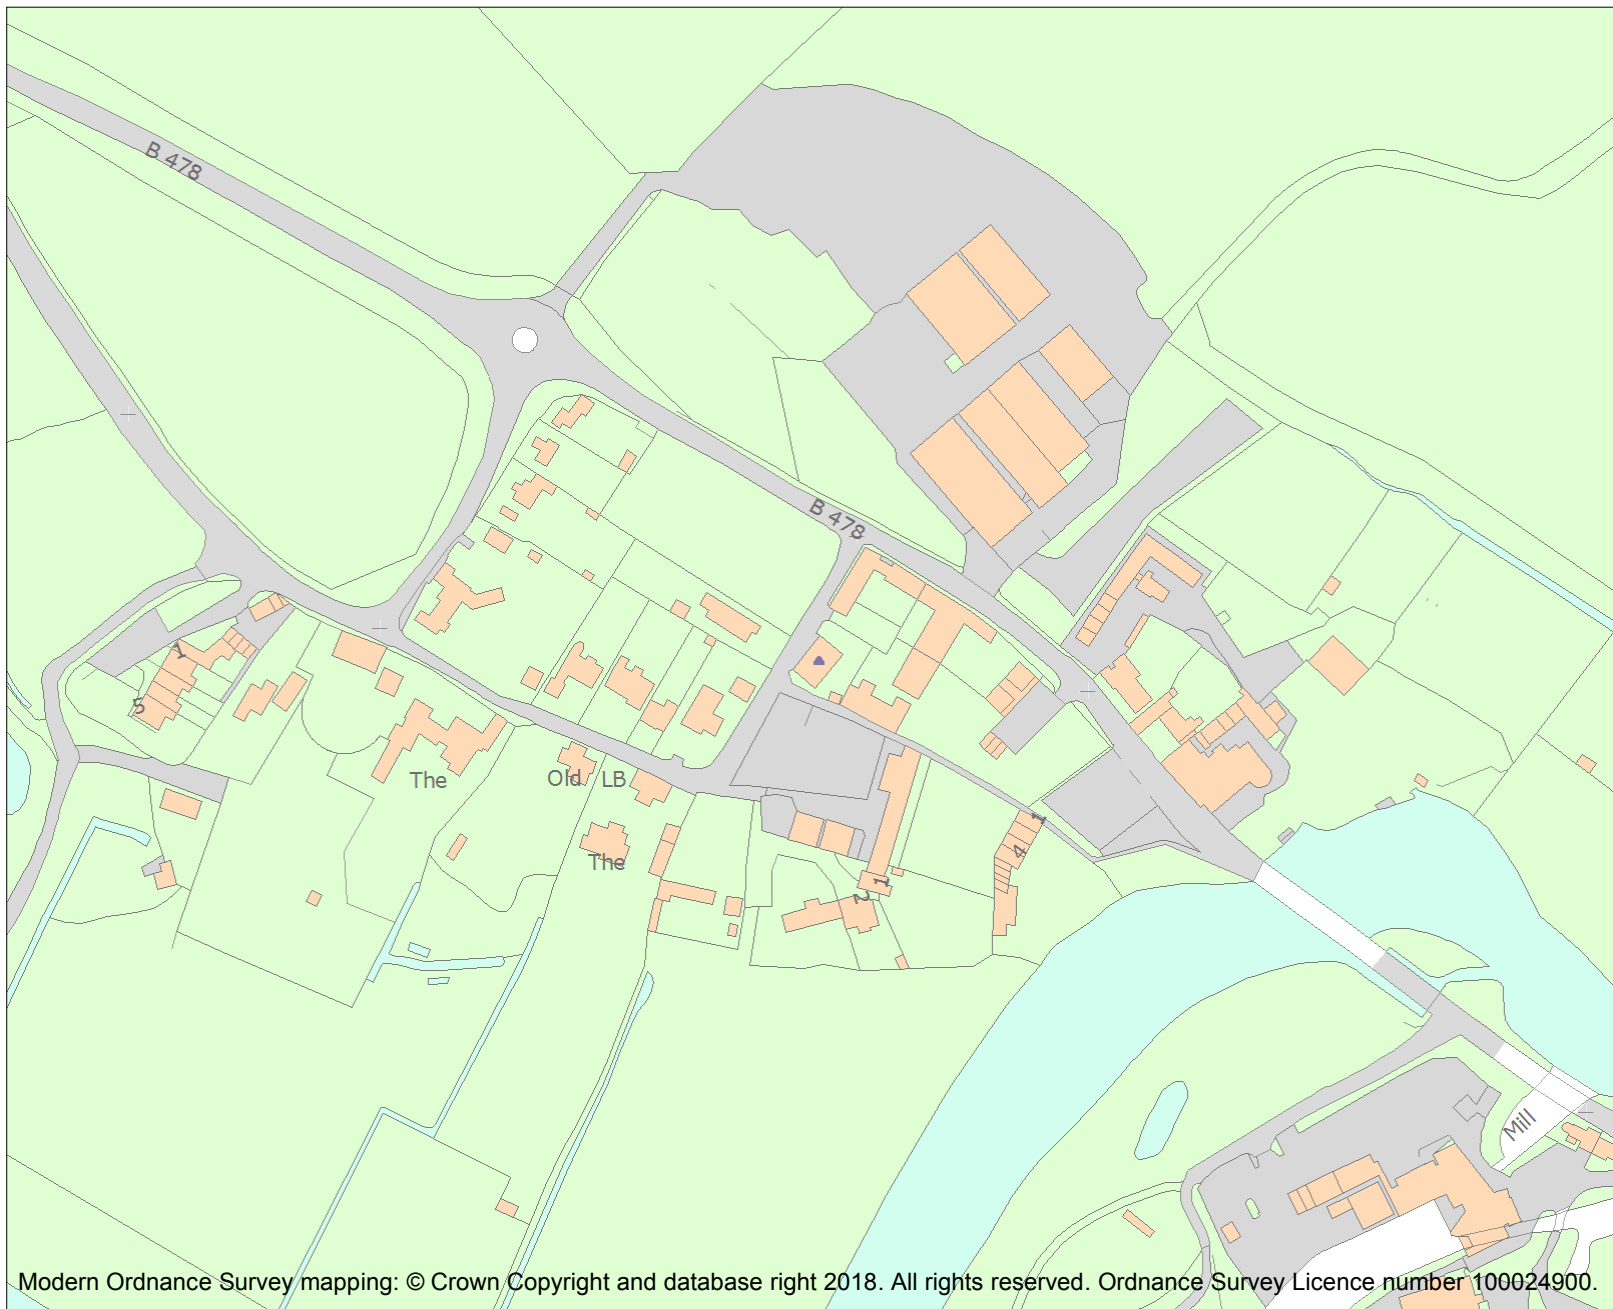 B 478
B 478
1
5
The
Old
LB
The
1
4
1
2
Mill
Modern Ordnance Survey mapping: © Crown Copyright and database right 2018. All rights reserved. Ordnance Survey Licence number 100024900.